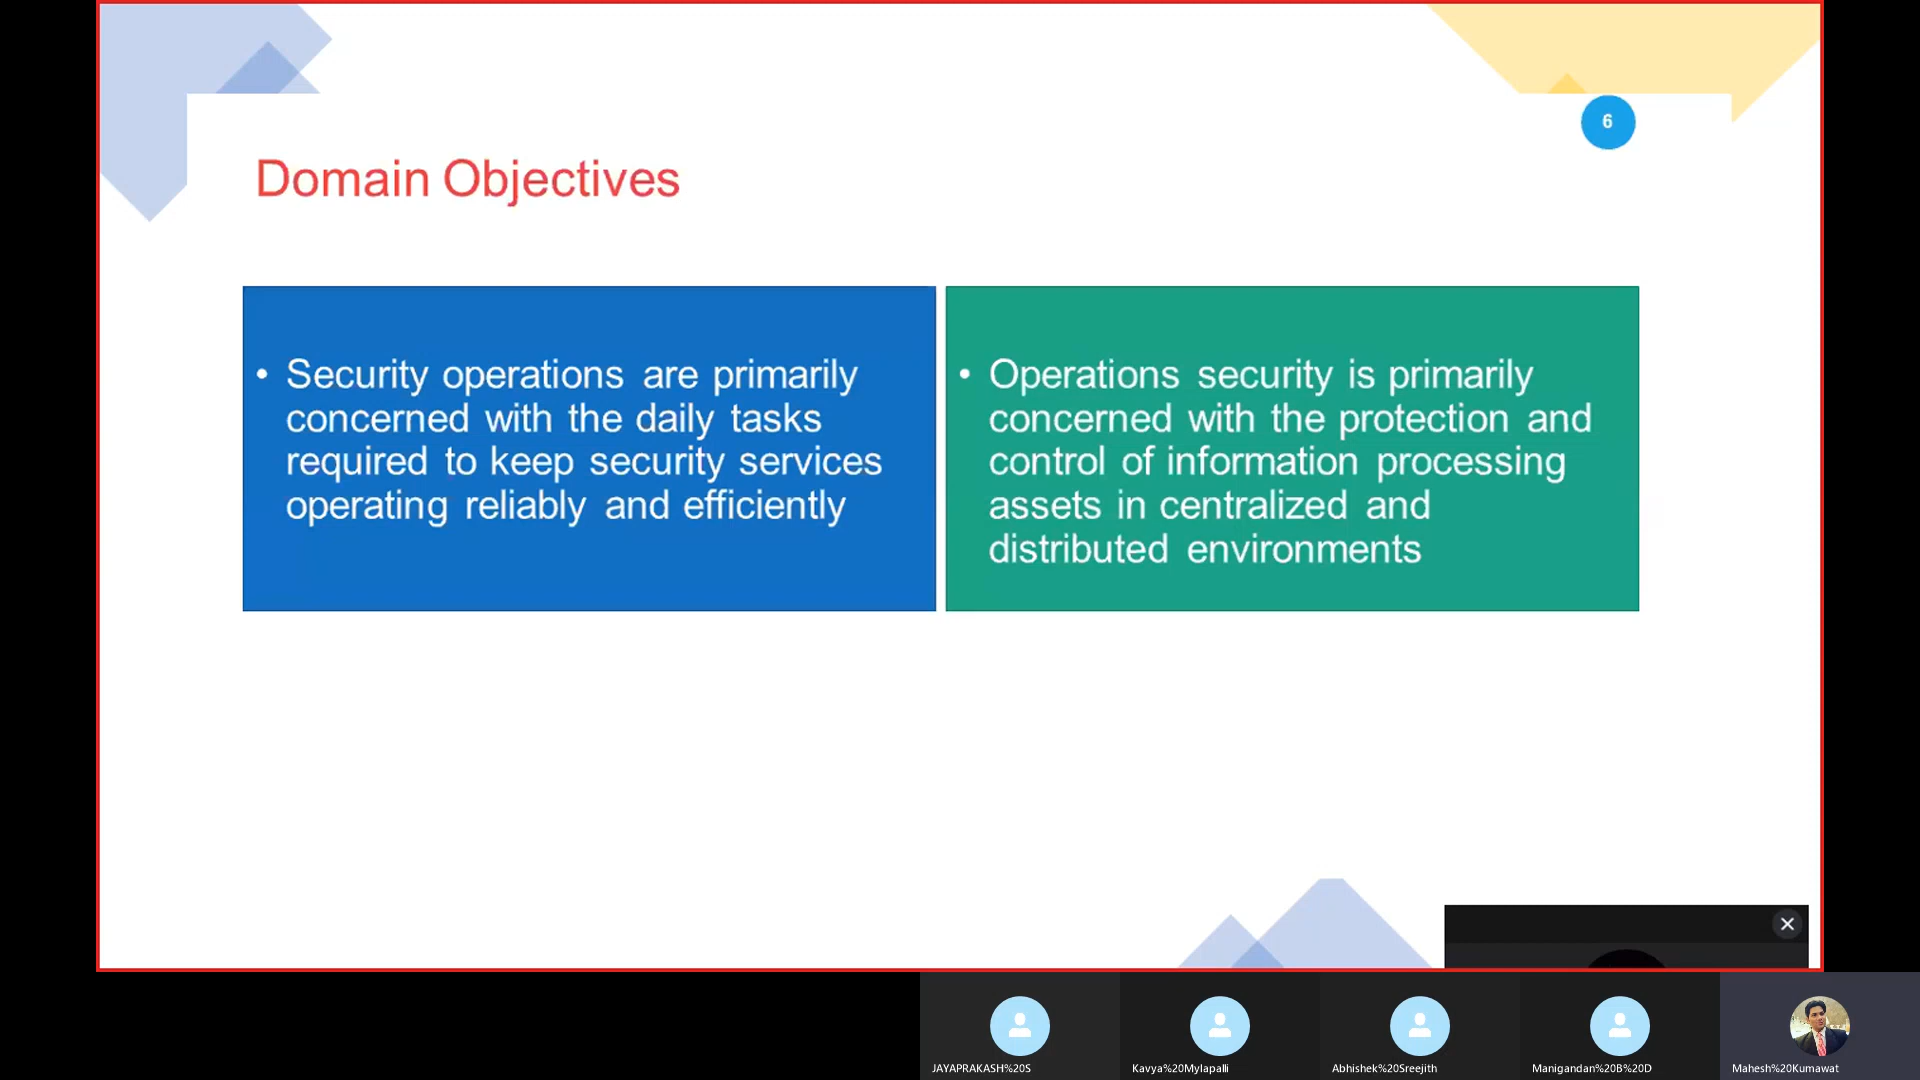 6
Domain Objectives
• Security operations are primarily
concerned with the daily tasks
required to keep security services
operating reliably and efficiently
• Operations security is primarily
concerned with the protection and
control of information processing
assets in centralized and
distributed environments
JAYAPRAKASH%20S
Kavya%20Mylapalli
Abhishek%20Sreejith
Manigandan%20B%20D
Mahesh%20Kumawat